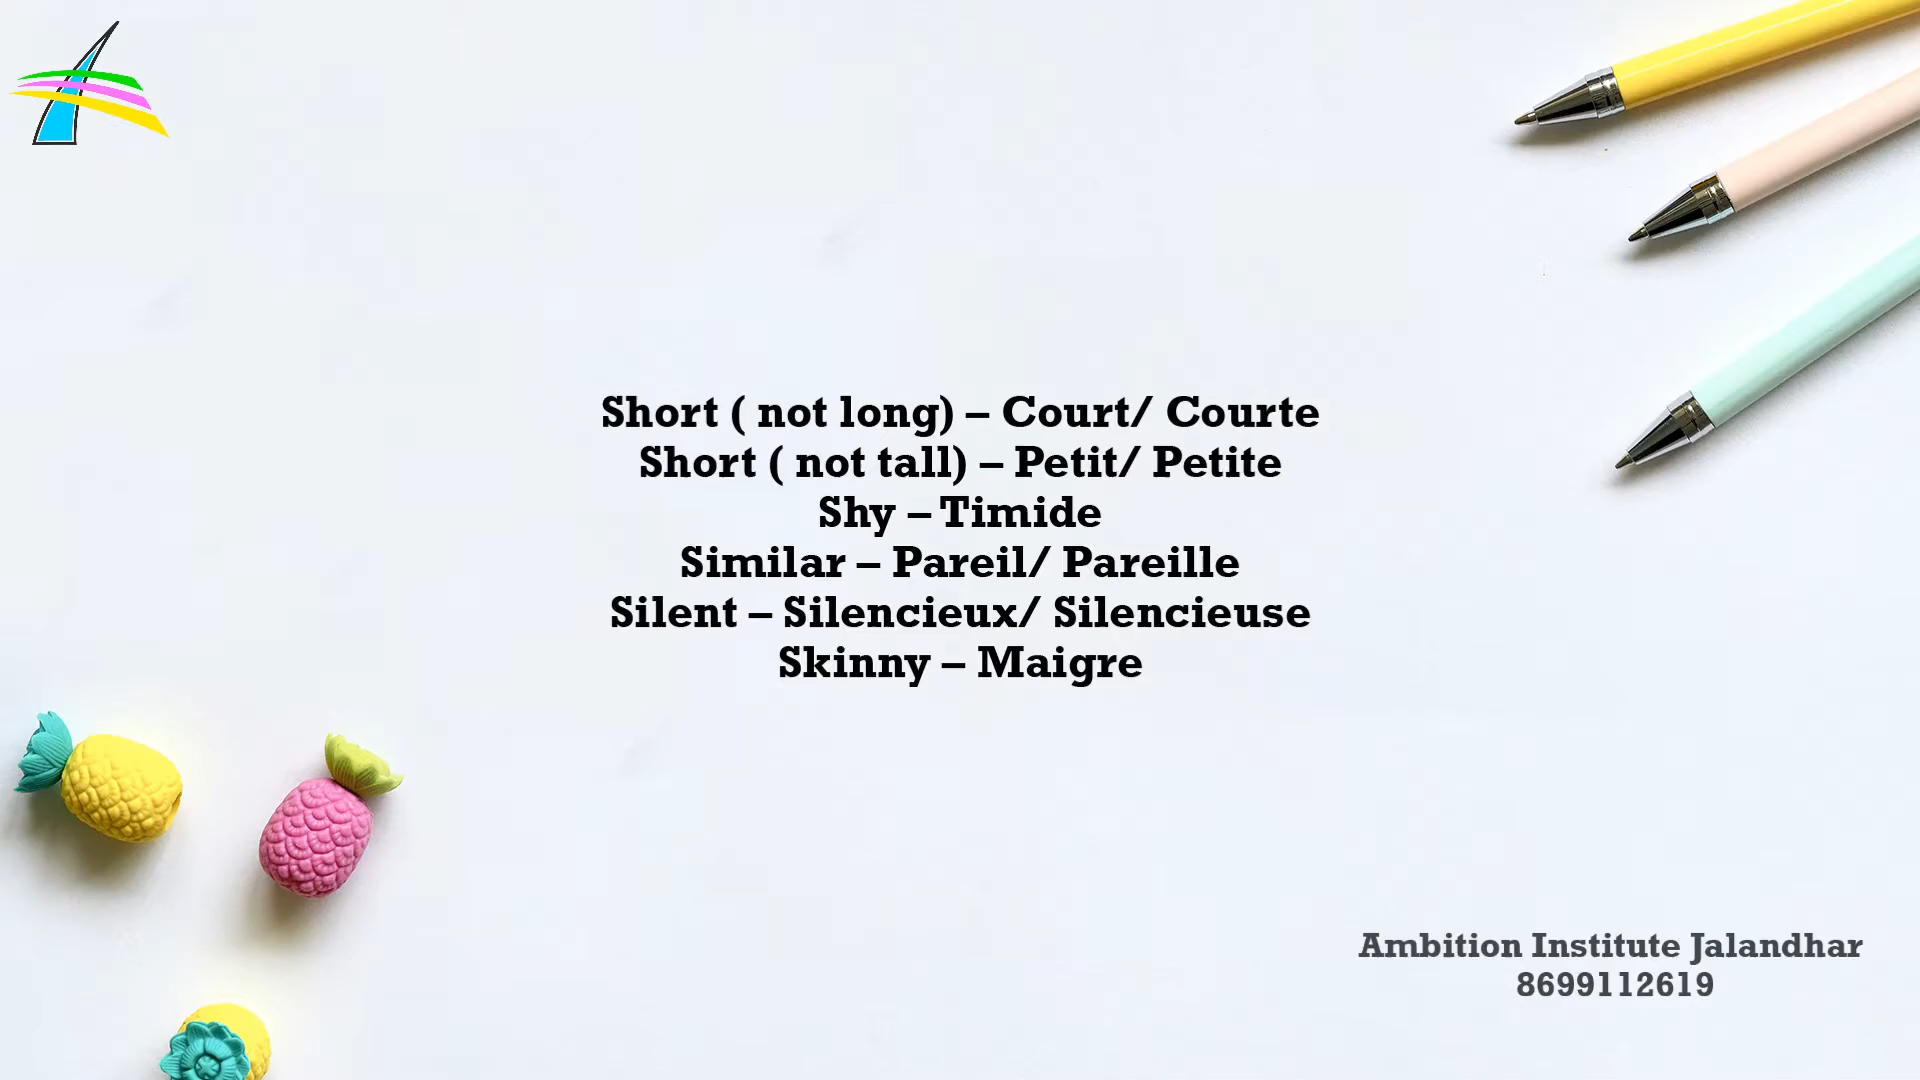 Short ( not long) – Court/ Courte
Short ( not tall) – Petit/ Petite
Shy – Timide
Similar – Pareil/ Pareille
Silent – Silencieux/ Silencieuse
Skinny – Maigre
Ambition Institute Jalandhar
8699112619